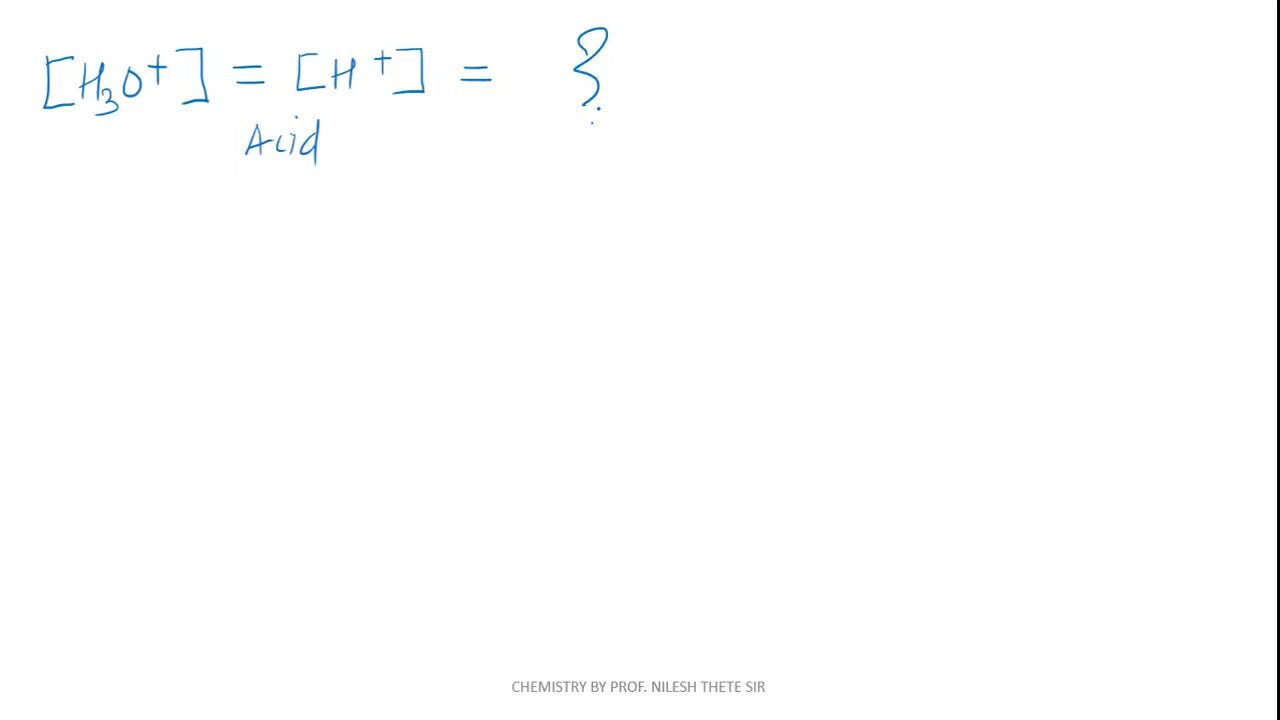 [H₃O⁺] = [H⁺] = ?
Acid
CHEMISTRY BY PROF. NILESH THETE SIR